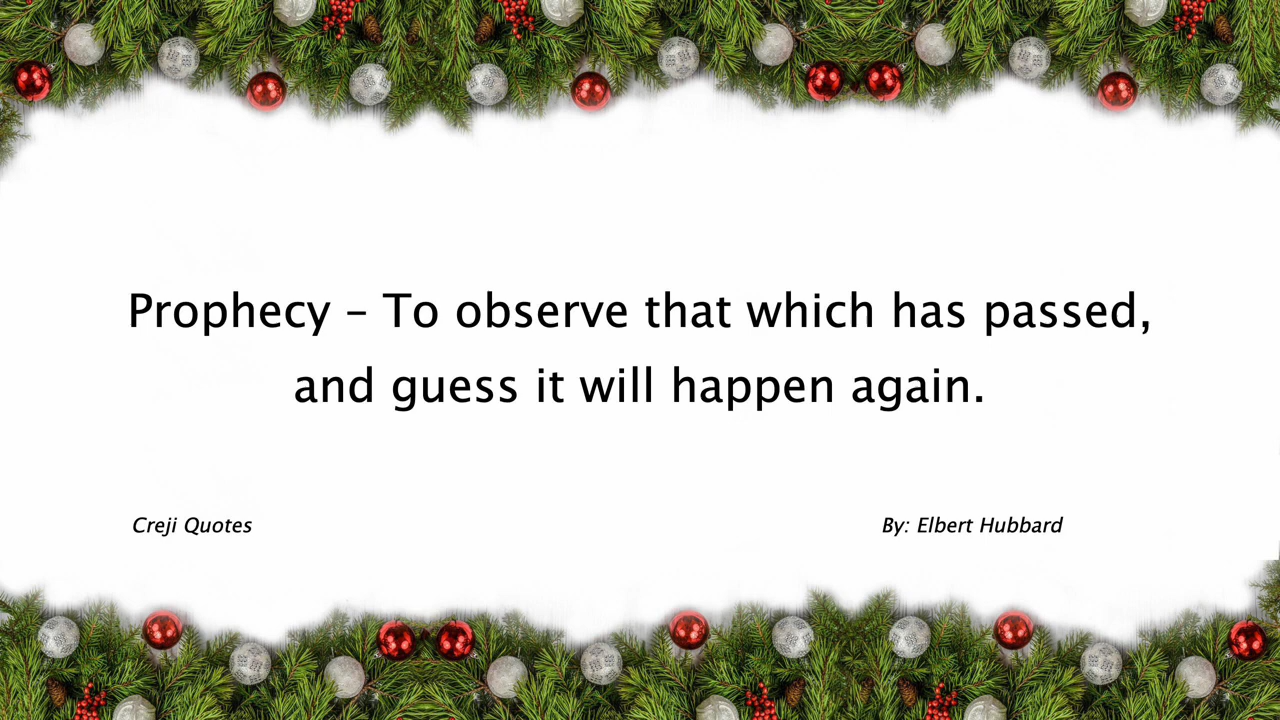 Prophecy – To observe that which has passed,
and guess it will happen again.
Creji Quotes
By: Elbert Hubbard